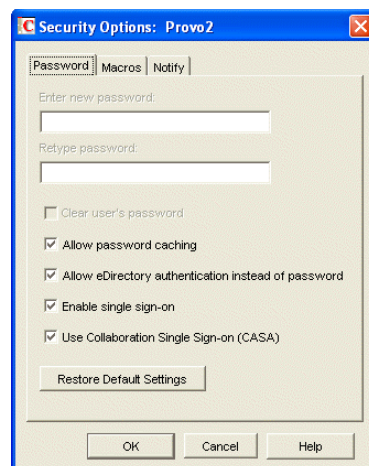 Security Options: Provo2
Password Macros Notify
Enter new password:
Retype password:
Clear user's password
Allow password caching
Allow eDirectory authentication instead of password
Enable single sign-on
Use Collaboration Single Sign-on (CASA)
Restore Default Settings
OK Cancel Help